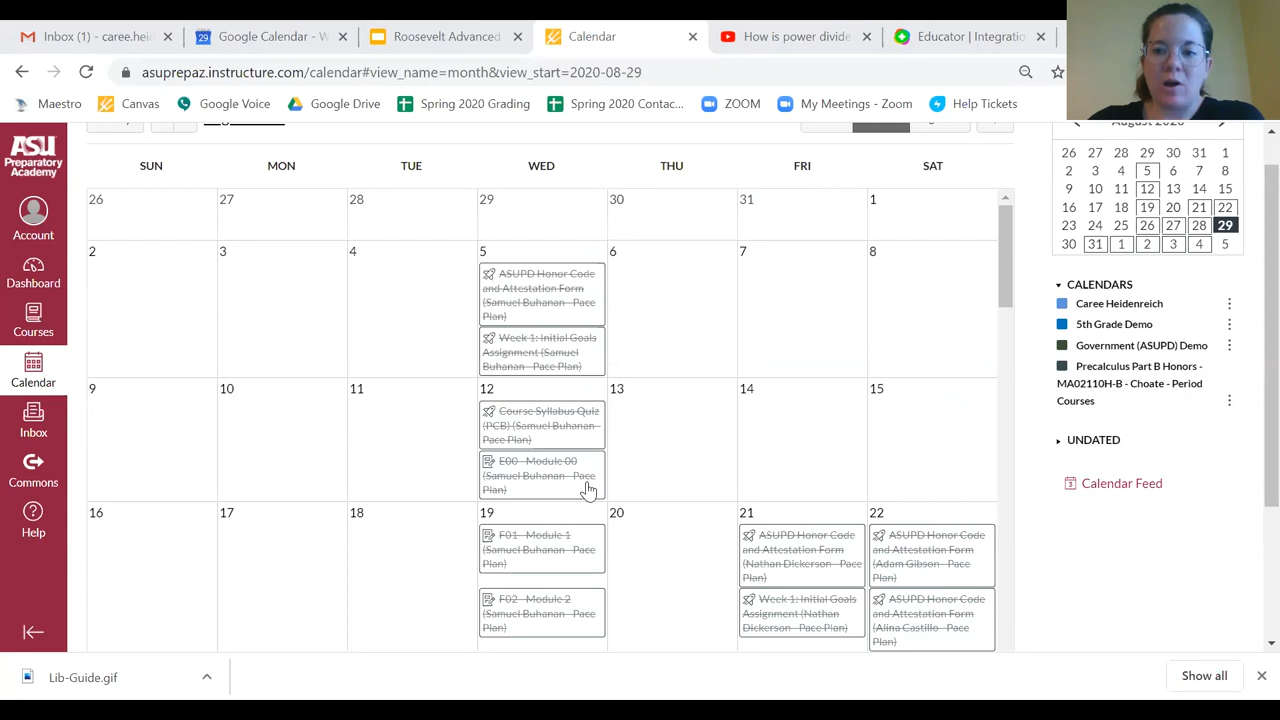 Inbox (1) - caree.hei
Google Calendar - W
Roosevelt Advanced
Calendar
How is power divide
Educator | Integratio
asuprepaz.instructure.com/calendar#view_name=month&view_start=2020-08-29
Maestro
Canvas
Google Voice
Google Drive
Spring 2020 Grading
Spring 2020 Contac...
ZOOM
My Meetings - Zoom
Help Tickets
ASU
Preparatory
Academy
Account
Dashboard
Courses
Calendar
Inbox
Commons
Help
SUN MON TUE WED THU FRI SAT
26 27 28 29 30 31 1
2 3 4 5 6 7 8
ASUPD Honor Code
and Attestation Form
(Samuel Buhanan - Pace
Plan)
Week 1: Initial Goals
Assignment (Samuel
Buhanan - Pace Plan)
9 10 11 12 13 14 15
Course Syllabus Quiz
(PCB) (Samuel Buhanan -
Pace Plan)
E00 - Module 00
(Samuel Buhanan - Pace
Plan)
16 17 18 19 20 21 22
F01 - Module 1
(Samuel Buhanan - Pace
Plan)
F02 - Module 2
(Samuel Buhanan - Pace
Plan)
ASUPD Honor Code
and Attestation Form
(Nathan Dickerson - Pace
Plan)
Week 1: Initial Goals
Assignment (Nathan
Dickerson - Pace Plan)
ASUPD Honor Code
and Attestation Form
(Adam Gibson - Pace
Plan)
ASUPD Honor Code
and Attestation Form
(Alina Castillo - Pace
Plan)
August 2020
26 27 28 29 30 31 1
2 3 4 5 6 7 8
9 10 11 12 13 14 15
16 17 18 19 20 21 22
23 24 25 26 27 28 29
30 31 1 2 3 4 5
CALENDARS
Caree Heidenreich
5th Grade Demo
Government (ASUPD) Demo
Precalculus Part B Honors -
MA02110H-B - Choate - Period
Courses
UNDATED
Calendar Feed
Lib-Guide.gif
Show all